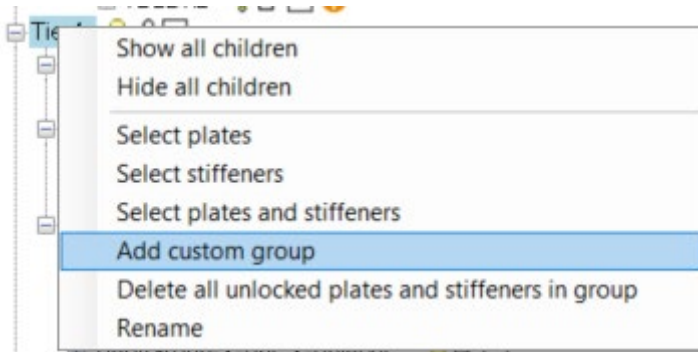 Tie
Show all children
Hide all children
Select plates
Select stiffeners
Select plates and stiffeners
Add custom group
Delete all unlocked plates and stiffeners in group
Rename